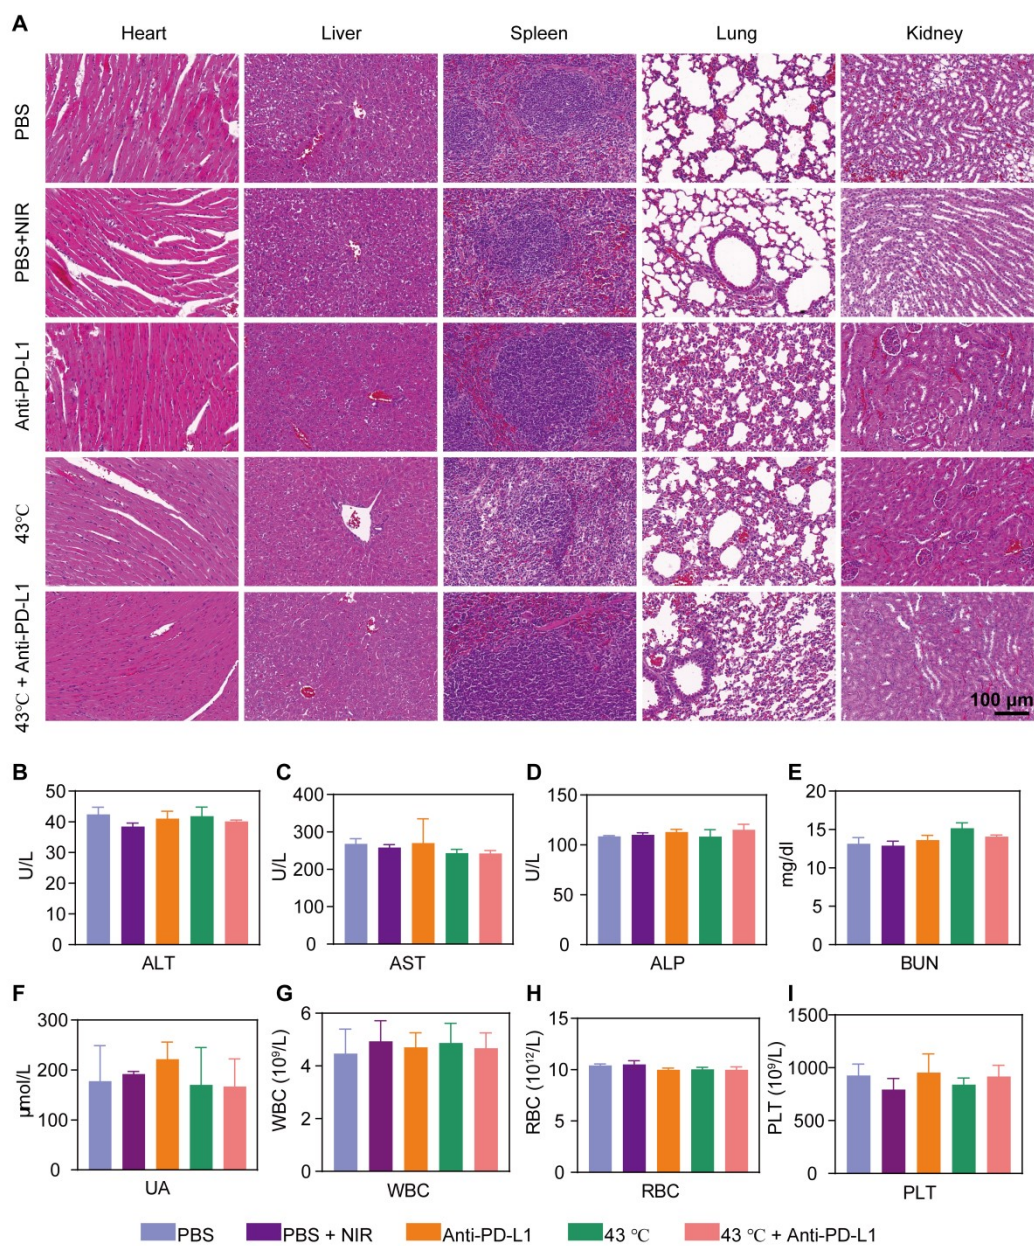 A
Heart Liver Spleen Lung Kidney
PBS
PBS+NIR
Anti-PD-L1
43℃
43℃ + Anti-PD-L1
100 μm
B
50
40
30
20
10
0
U/L
ALT
C
400
300
200
100
0
U/L
AST
D
150
100
50
0
U/L
ALP
E
20
15
10
5
0
mg/dl
BUN
F
300
200
100
0
μmol/L
UA
G
6
4
2
0
WBC (10⁹/L)
WBC
H
15
10
5
0
RBC (10¹²/L)
RBC
I
1500
1000
500
0
PLT (10⁹/L)
PLT
PBS PBS + NIR Anti-PD-L1 43 ℃ 43 ℃ + Anti-PD-L1